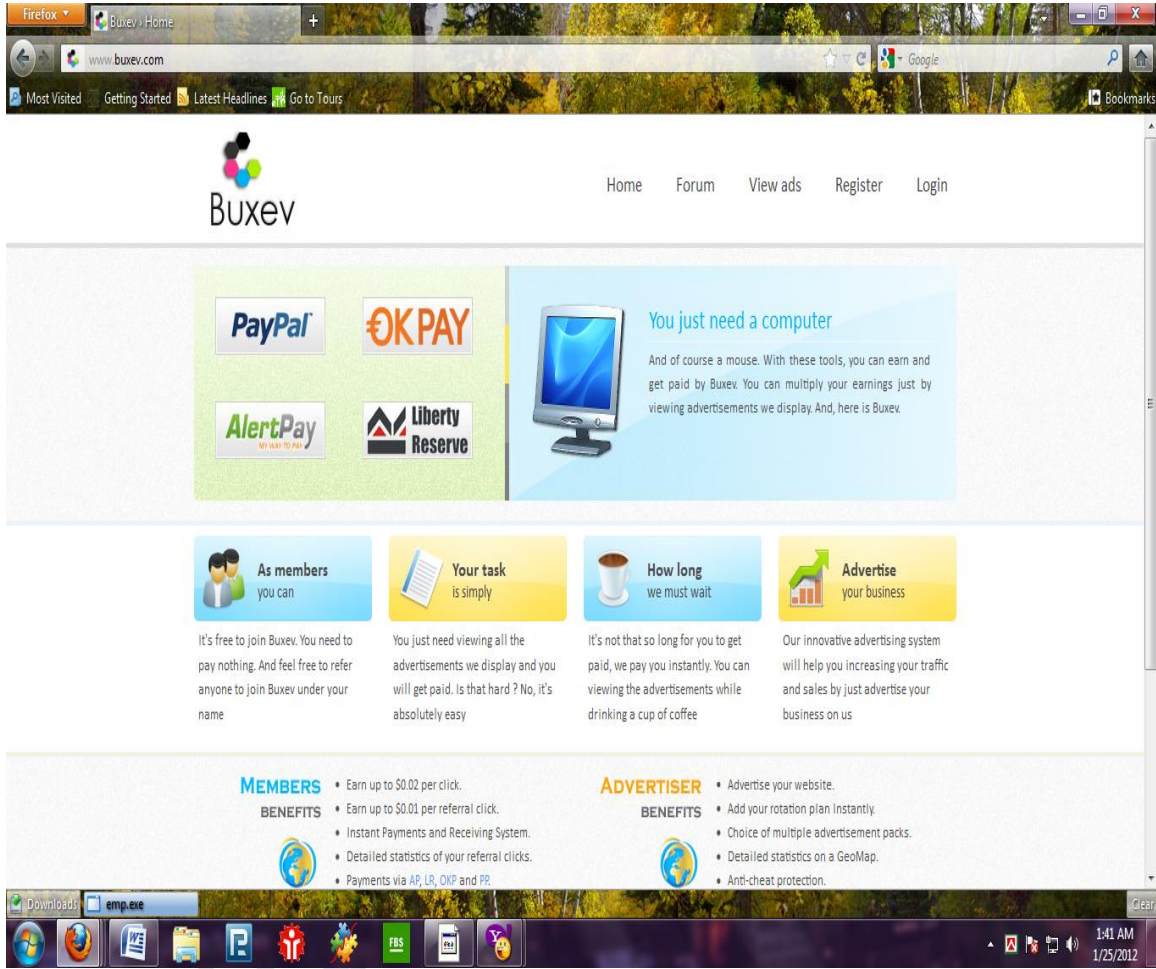 Firefox
Buxev › Home
www.buxev.com
Google
Most Visited Getting Started Latest Headlines Go to Tours Bookmarks
Buxev
Home Forum View ads Register Login
PayPal
OKPAY
AlertPay
MY WAY TO PAY
Liberty
Reserve
You just need a computer
And of course a mouse. With these tools, you can earn and
get paid by Buxev. You can multiply your earnings just by
viewing advertisements we display. And, here is Buxev.
As members
you can
It's free to join Buxev. You need to
pay nothing. And feel free to refer
anyone to join Buxev under your
name
Your task
is simply
You just need viewing all the
advertisements we display and you
will get paid. Is that hard ? No, it's
absolutely easy
How long
we must wait
It's not that so long for you to get
paid, we pay you instantly. You can
viewing the advertisements while
drinking a cup of coffee
Advertise
your business
Our innovative advertising system
will help you increasing your traffic
and sales by just advertise your
business on us
MEMBERS
BENEFITS
• Earn up to $0.02 per click.
• Earn up to $0.01 per referral click.
• Instant Payments and Receiving System.
• Detailed statistics of your referral clicks.
• Payments via AP, LR, OKP and PP.
ADVERTISER
BENEFITS
• Advertise your website.
• Add your rotation plan Instantly.
• Choice of multiple advertisement packs.
• Detailed statistics on a GeoMap.
• Anti-cheat protection.
Downloads emp.exe Clear
FBS
1:41 AM
1/25/2012